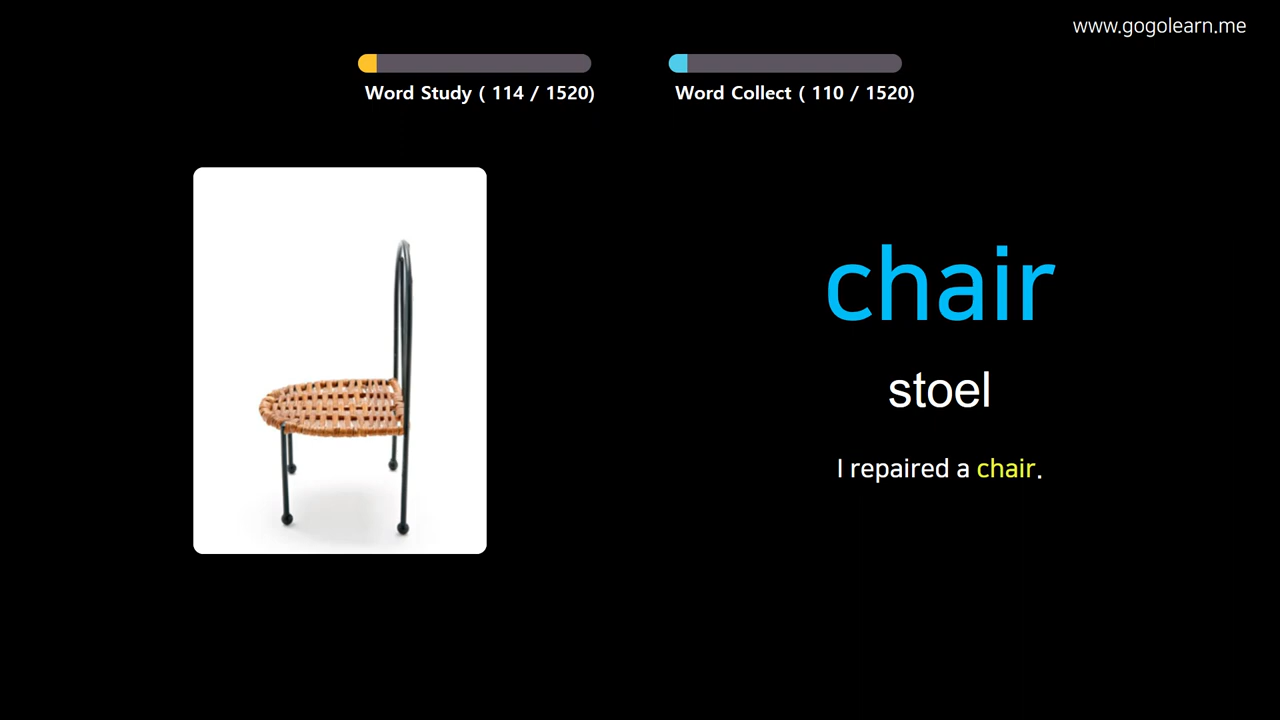 www.gogolearn.me
Word Study ( 114 / 1520)
Word Collect ( 110 / 1520)
chair
stoel
I repaired a chair.